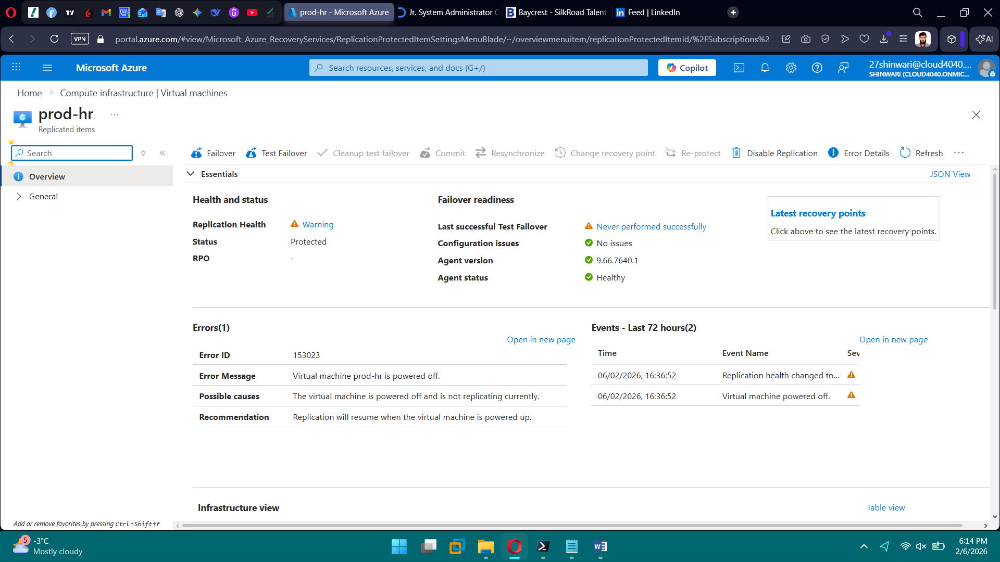 prod-hr - Microsoft Azure
Jr. System Administrator
Baycrest - SilkRoad Talent
Feed | LinkedIn
VPN
portal.azure.com/#view/Microsoft_Azure_RecoveryServices/ReplicationProtectedItemSettingsMenuBlade/~/overviewmenuitem/replicationProtectedItemId/%2FSubscriptions%2
AI
Microsoft Azure
Search resources, services, and docs (G+/)
Copilot
27shinwari@cloud4040....
SHINWARI (CLOUD4040.ONMIC...
Home
Compute infrastructure | Virtual machines
prod-hr
...
Replicated items
Search
Failover
Test Failover
Cleanup test failover
Commit
Resynchronize
Change recovery point
Re-protect
Disable Replication
Error Details
Refresh
...
Overview
General
Essentials
JSON View
Health and status
Replication Health
Warning
Status
Protected
RPO
-
Failover readiness
Last successful Test Failover
Never performed successfully
Configuration issues
No issues
Agent version
9.66.7640.1
Agent status
Healthy
Latest recovery points
Click above to see the latest recovery points.
Errors(1)
Open in new page
Error ID
153023
Error Message
Virtual machine prod-hr is powered off.
Possible causes
The virtual machine is powered off and is not replicating currently.
Recommendation
Replication will resume when the virtual machine is powered up.
Events - Last 72 hours(2)
Open in new page
Time
Event Name
Sev
06/02/2026, 16:36:52
Replication health changed to...
06/02/2026, 16:36:52
Virtual machine powered off.
Infrastructure view
Table view
Add or remove favorites by pressing Ctrl+Shift+F
5
-3°C
Mostly cloudy
6:14 PM
2/6/2026